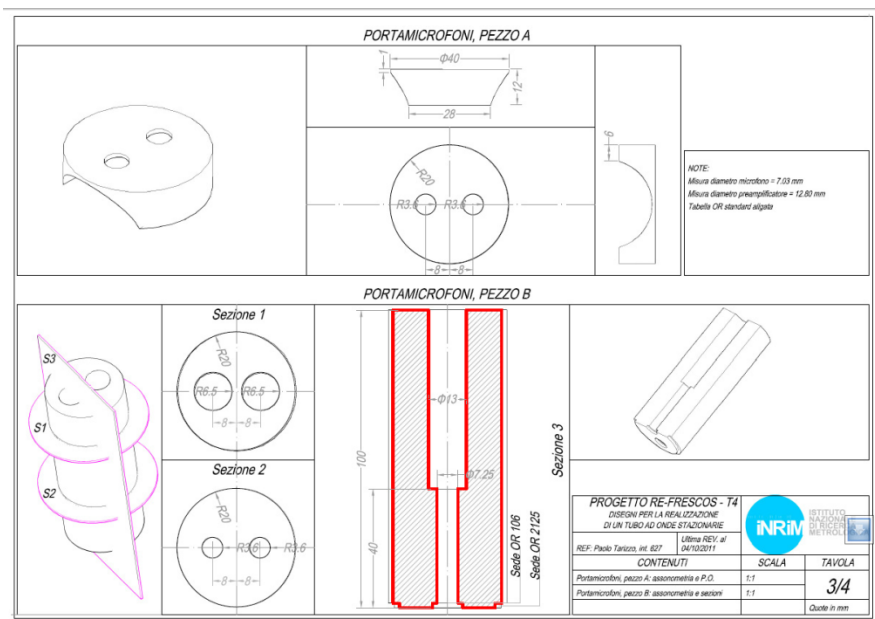 PORTAMICROFONI, PEZZO A
1
Φ40
12
28
6
R20
R3.6
R3.6
8
8
NOTE:
Misura diametro microfono = 7.03 mm
Misura diametro preamplificatore = 12.80 mm
Tabella OR standard allgata
PORTAMICROFONI, PEZZO B
S3
S1
S2
Sezione 1
R20
R6.5
R6.5
8
8
Sezione 2
R20
R3.6
R3.6
8
8
100
40
Φ13
Φ7.25
Sede OR 106
Sede OR 2125
Sezione 3
PROGETTO RE-FRESCOS - T4
DISEGNI PER LA REALIZZAZIONE
DI UN TUBO AD ONDE STAZIONARIE
REF: Paolo Tarizzo, int. 627
Ultima REV. al
04/10/2011
iNRiM
ISTITUTO
NAZIONA
DI RICER
METROL
CONTENUTI
SCALA
TAVOLA
Portamicrofoni, pezzo A: assonometria e P.O.
1:1
Portamicrofoni, pezzo B: assonometria e sezioni
1:1
3/4
Quote in mm